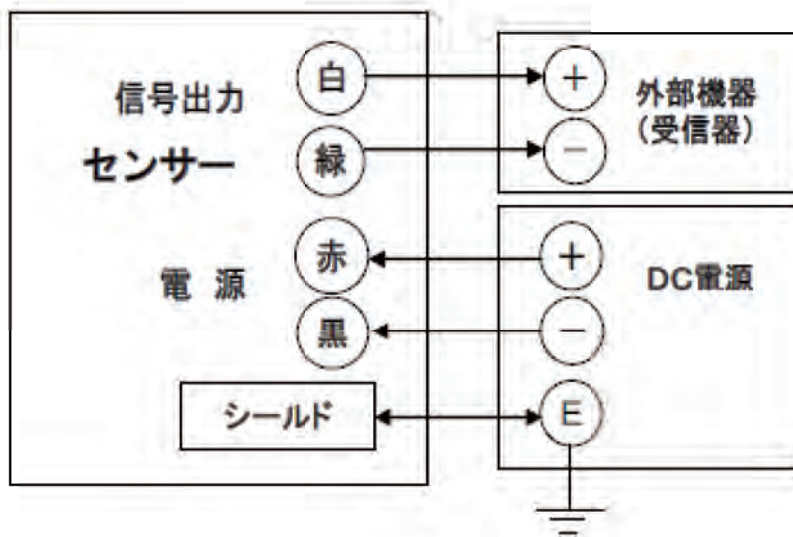 信号出力
センサー
電 源
白
緑
赤
黒
シールド
+
−
外部機器
(受信器)
+
−
E
DC電源